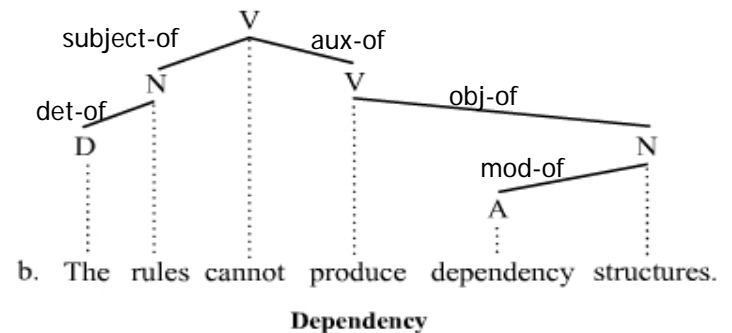 V
subject-of aux-of
N V
det-of obj-of
D N
mod-of
A
b. The rules cannot produce dependency structures.
Dependency